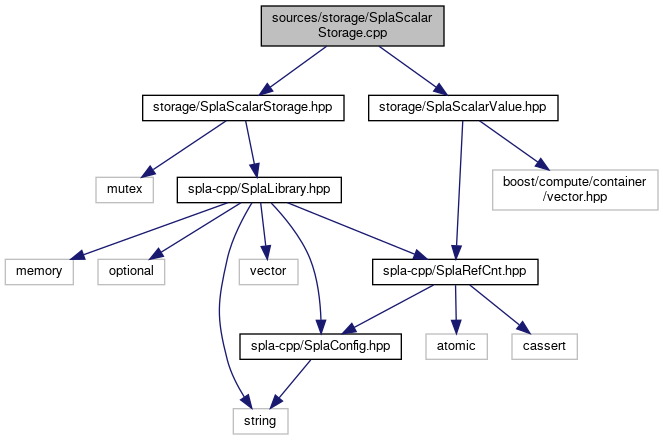 sources/storage/SplaScalar
Storage.cpp
storage/SplaScalarStorage.hpp
storage/SplaScalarValue.hpp
mutex
spla-cpp/SplaLibrary.hpp
boost/compute/container
/vector.hpp
memory
optional
vector
spla-cpp/SplaRefCnt.hpp
spla-cpp/SplaConfig.hpp
atomic
cassert
string